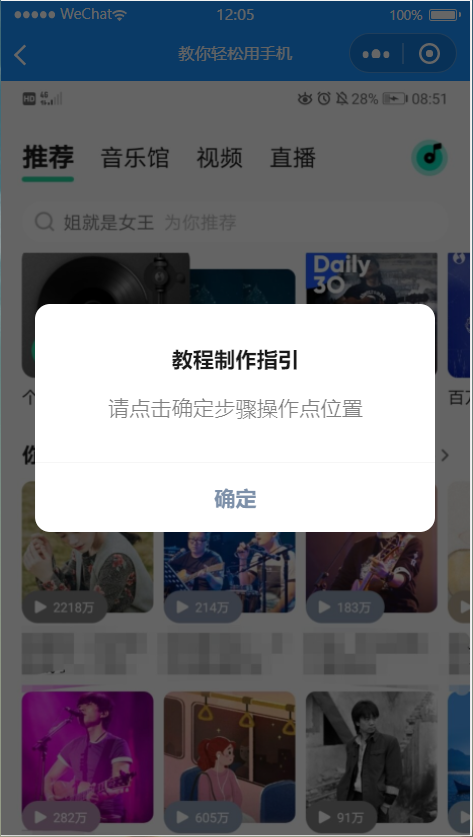 WeChat
12:05
100%
教你轻松用手机
HD 4G
28% 08:51
推荐 音乐馆 视频 直播
姐就是女王 为你推荐
Daily
30
教程制作指引
请点击确定步骤操作点位置
确定
2218万
214万
183万
282万
605万
91万